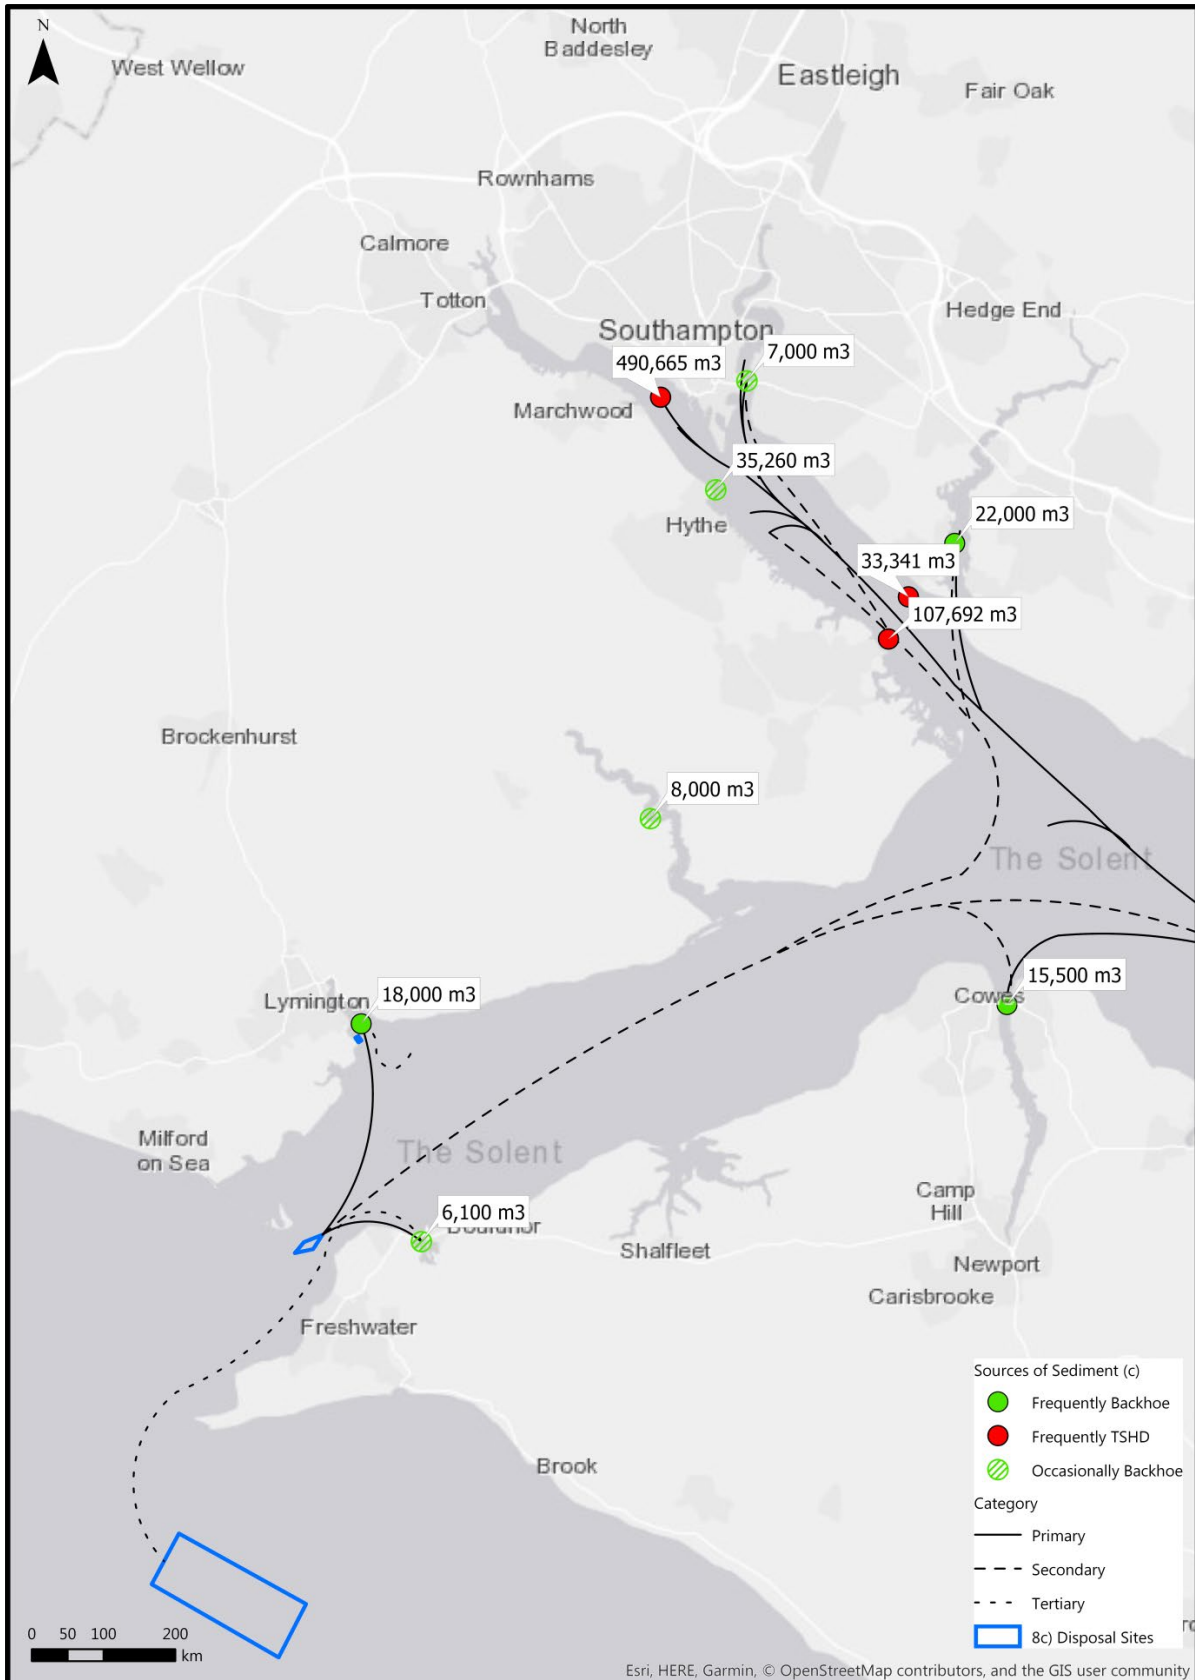 N
North
Baddesley
West Wellow
Eastleigh
Fair Oak
Rownhams
Calmore
Totton
Hedge End
Southampton
7,000 m3
490,665 m3
Marchwood
35,260 m3
22,000 m3
Hythe
33,341 m3
107,692 m3
Brockenhurst
8,000 m3
The Solent
15,500 m3
18,000 m3
Lymington
Cowes
Milford
on Sea
The Solent
Camp
Hill
6,100 m3
Shalfleet
Newport
Carisbrooke
Freshwater
Brook
Sources of Sediment (c)
Frequently Backhoe
Frequently TSHD
Occasionally Backhoe
Category
Primary
Secondary
Tertiary
8c) Disposal Sites
0 50 100 200
km
Esri, HERE, Garmin, © OpenStreetMap contributors, and the GIS user community